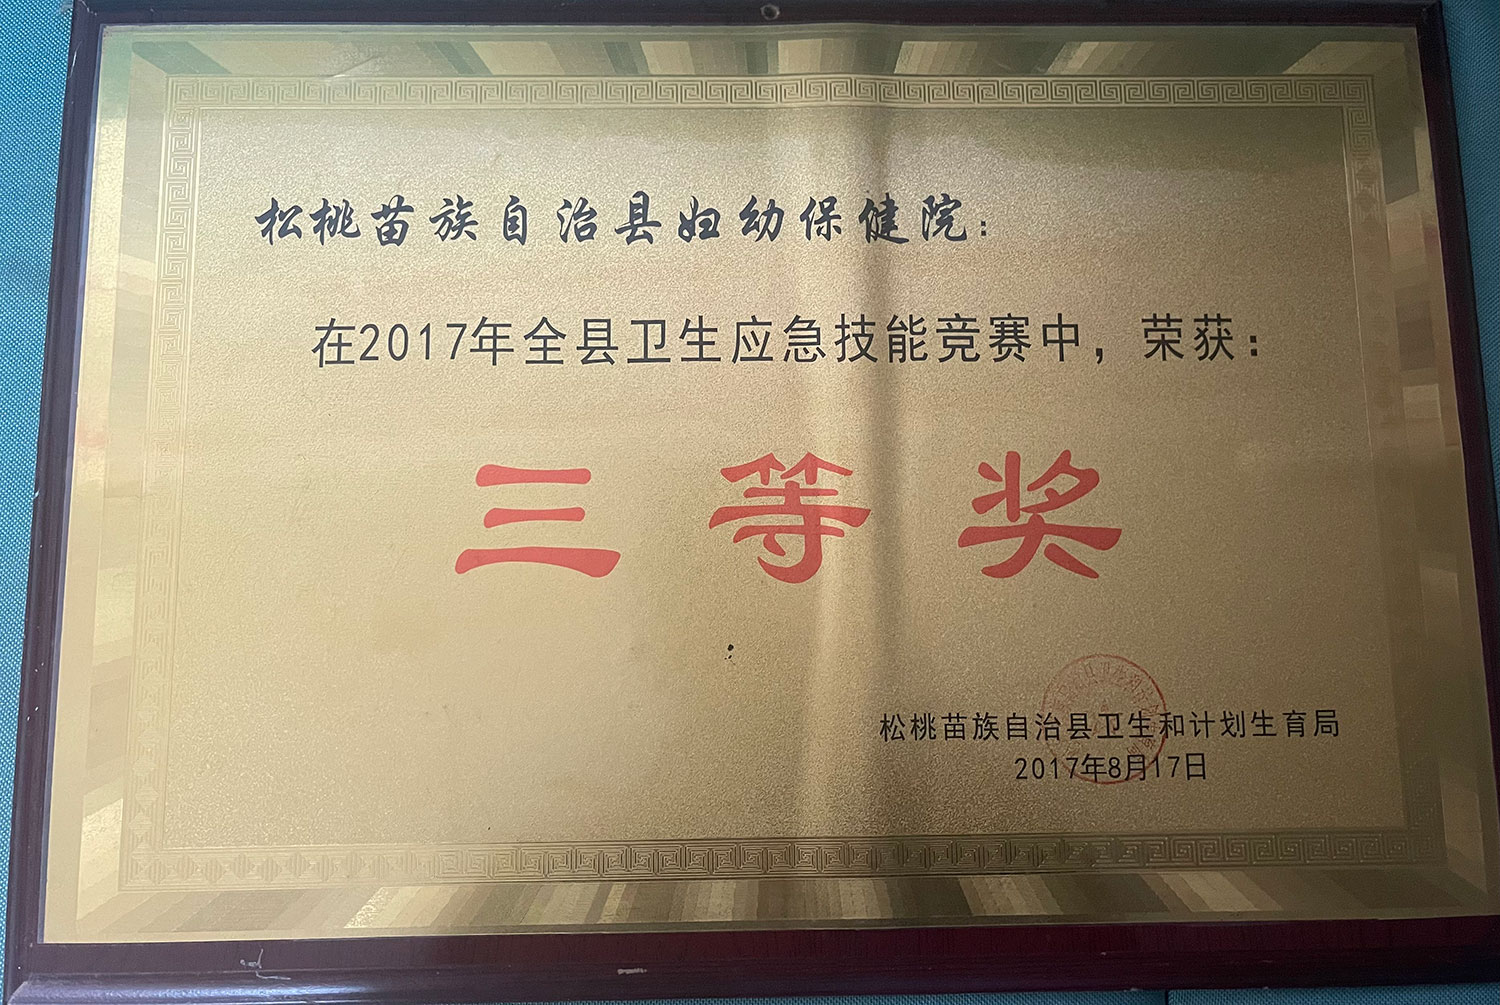 松桃苗族自治县妇幼保健院:
在2017年全县卫生应急技能竞赛中，荣获:
三等奖
松桃苗族自治县卫生和计划生育局
2017年8月17日